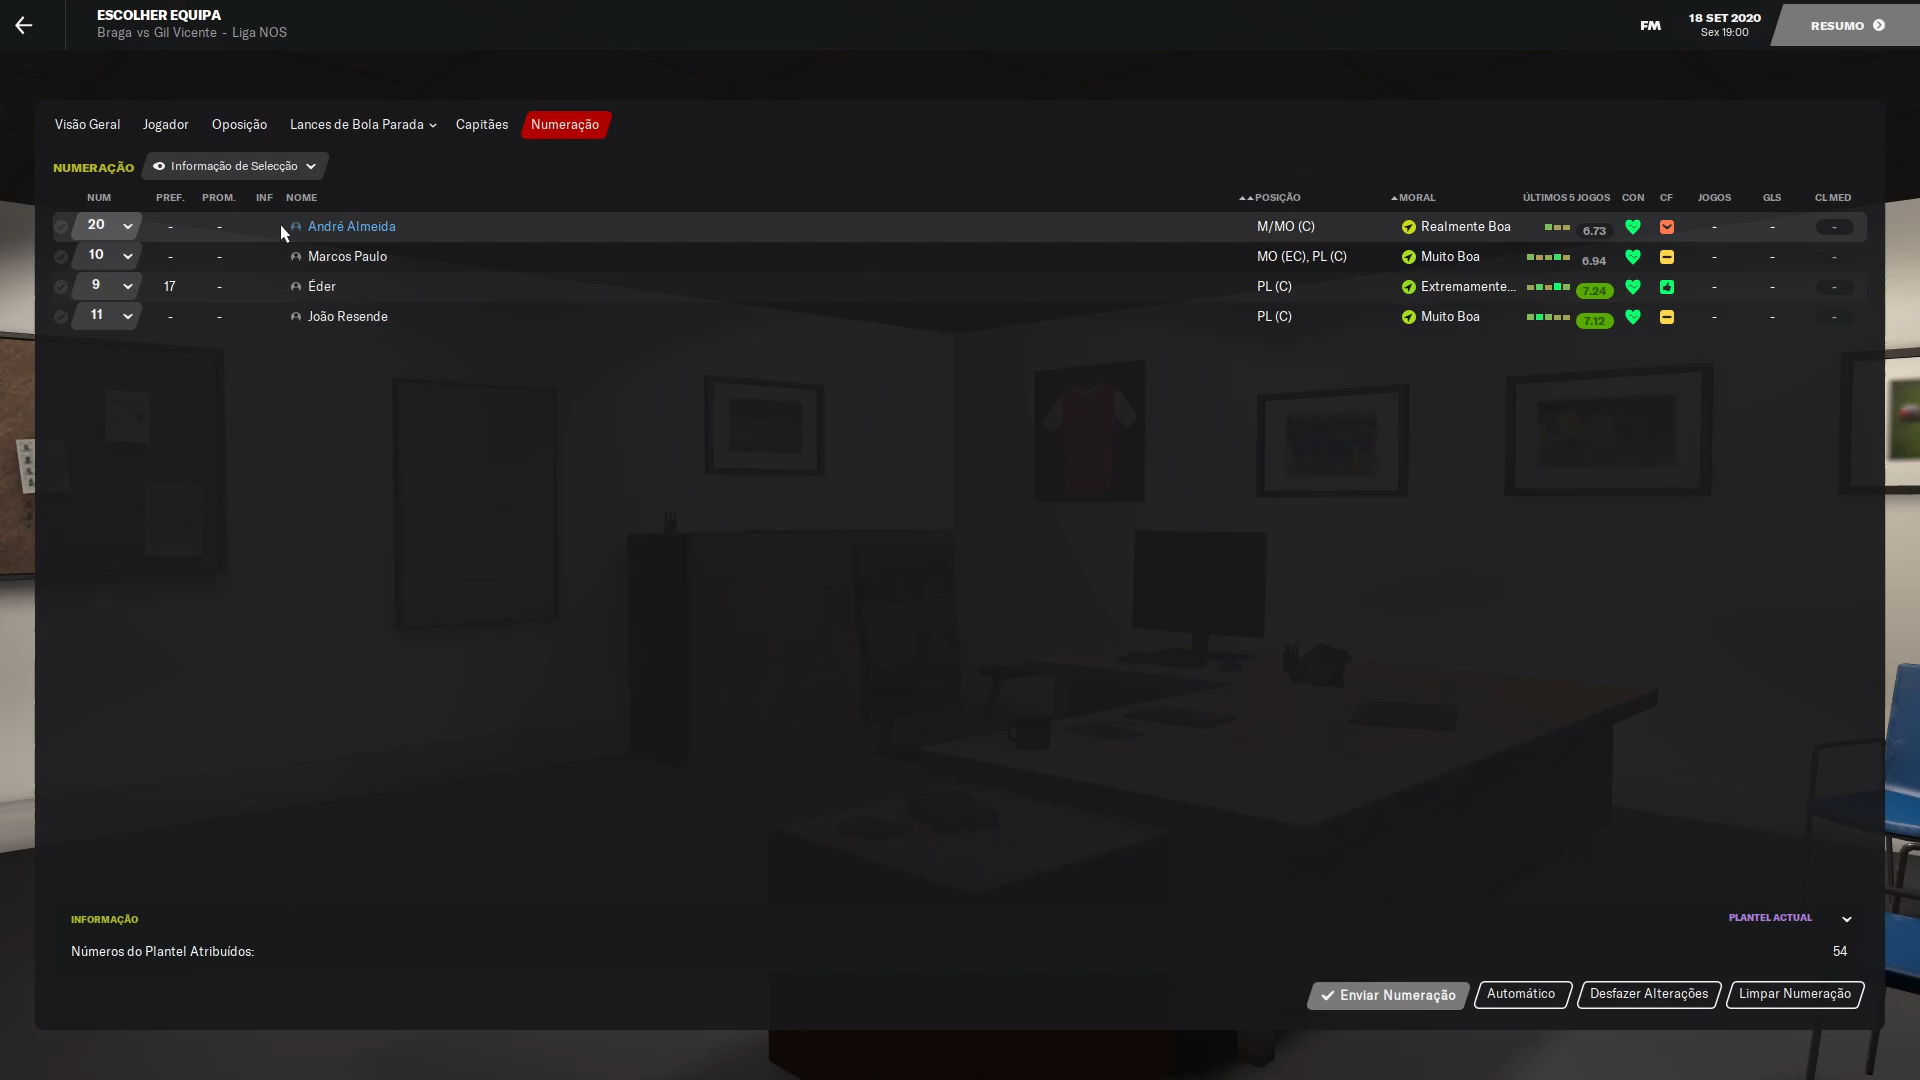 ESCOLHER EQUIPA
Braga vs Gil Vicente - Liga NOS
FM
18 SET 2020
Sex 19:00
RESUMO
Visão Geral Jogador Oposição Lances de Bola Parada Capitães Numeração
NUMERAÇÃO Informação de Selecção
NUM PREF. PROM. INF NOME POSIÇÃO MORAL ÚLTIMOS 5 JOGOS CON CF JOGOS GLS CL MED
20 - - André Almeida M/MO (C) Realmente Boa 6.73 - - -
10 - - Marcos Paulo MO (EC), PL (C) Muito Boa 6.94 - - -
9 17 - Éder PL (C) Extremamente... 7.24 - - -
11 - - João Resende PL (C) Muito Boa 7.12 - - -
INFORMAÇÃO PLANTEL ACTUAL
Números do Plantel Atribuídos: 54
Enviar Numeração Automático Desfazer Alterações Limpar Numeração